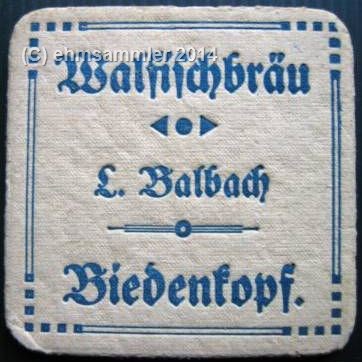 (c) ehmsammler 2014
Walfischbräu
L. Balbach
Biedenkopf.